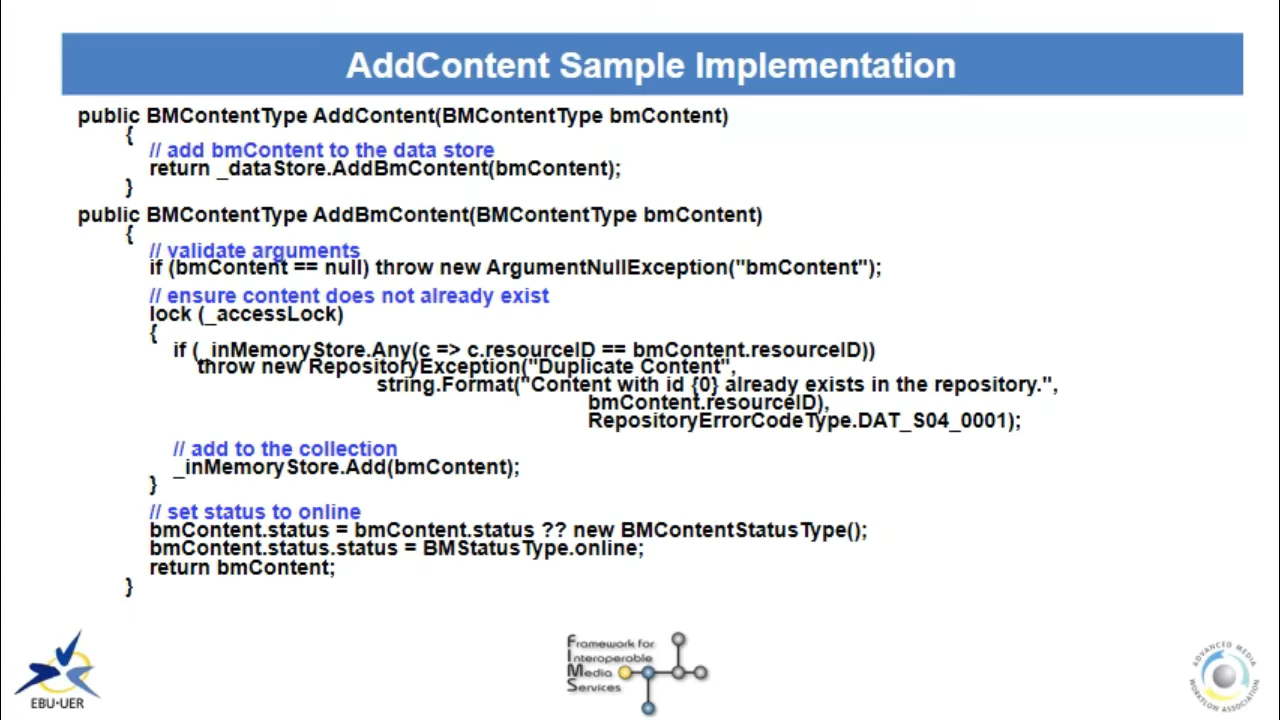 AddContent Sample Implementation
public BMContentType AddContent(BMContentType bmContent)
{
// add bmContent to the data store
return _dataStore.AddBmContent(bmContent);
}
public BMContentType AddBmContent(BMContentType bmContent)
{
// validate arguments
if (bmContent == null) throw new ArgumentNullException("bmContent");
// ensure content does not already exist
lock (_accessLock)
{
if (_inMemoryStore.Any(c => c.resourceID == bmContent.resourceID))
throw new RepositoryException("Duplicate Content",
string.Format("Content with id {0} already exists in the repository.",
bmContent.resourceID),
RepositoryErrorCodeType.DAT_S04_0001);
// add to the collection
_inMemoryStore.Add(bmContent);
}
// set status to online
bmContent.status = bmContent.status ?? new BMContentStatusType();
bmContent.status.status = BMStatusType.online;
return bmContent;
}
EBU·UER
Framework for
Interoperable
Media
Services
ADVANCED MEDIA
WORKFLOW ASSOCIATION